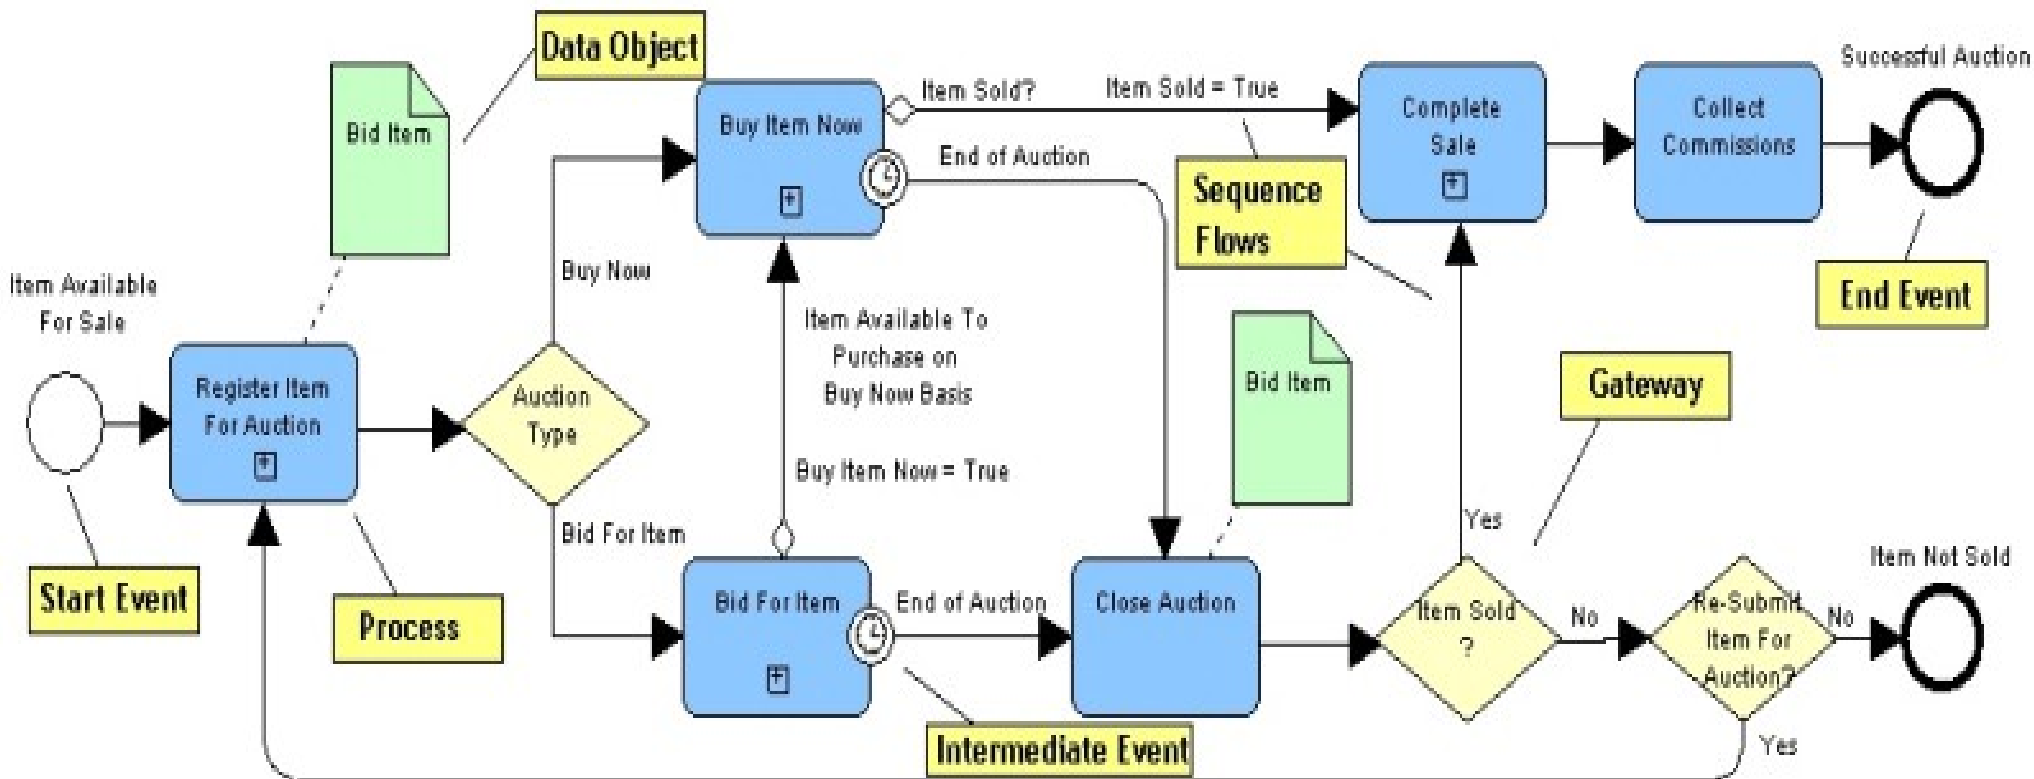 Data Object
Bid Item
Buy Item Now
Item Sold?
Item Sold = True
Complete
Sale
Collect
Commissions
Successful Auction
End of Auction
Sequence
Flows
End Event
Item Available
For Sale
Register Item
For Auction
Start Event
Process
Auction
Type
Buy Now
Bid For Item
Item Available To
Purchase on
Buy Now Basis
Buy Item Now = True
Bid For Item
End of Auction
Intermediate Event
Close Auction
Bid Item
Gateway
Yes
Item Sold
?
No
Re-Submit
Item For
Auction?
No
Item Not Sold
Yes